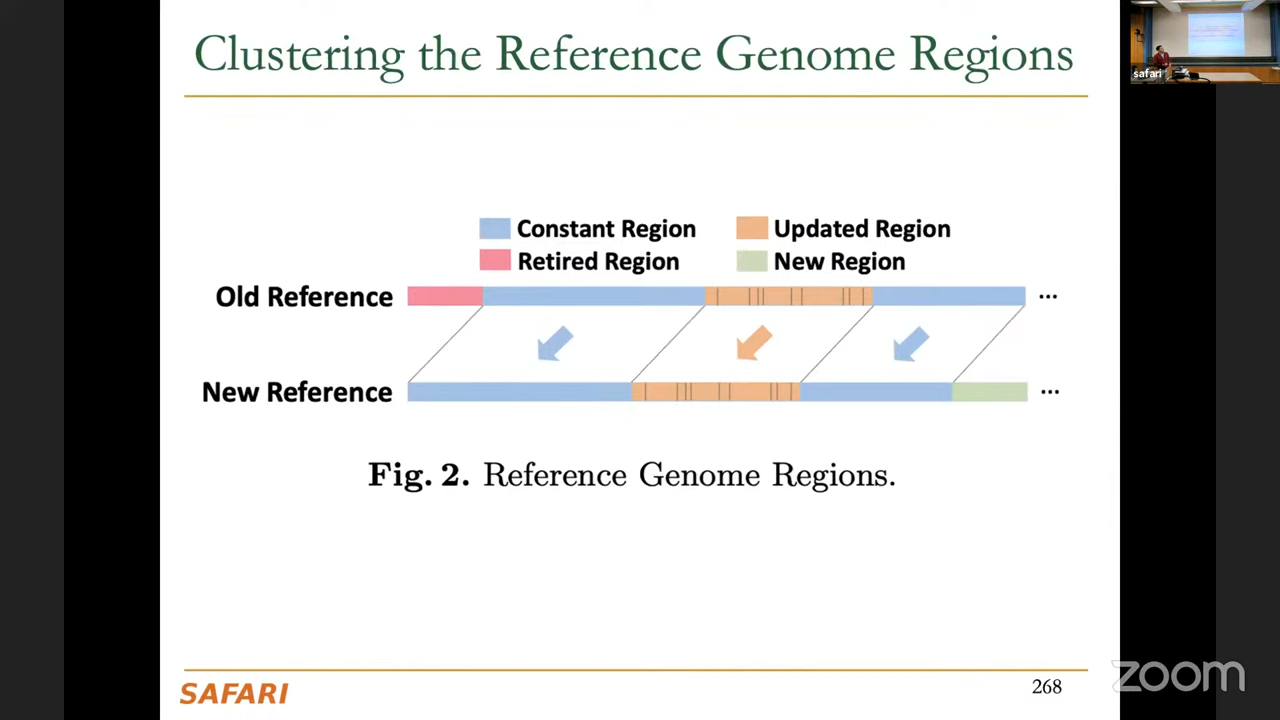 Clustering the Reference Genome Regions
safari
Constant Region Updated Region
Retired Region New Region
Old Reference ...
New Reference ...
Fig. 2. Reference Genome Regions.
SAFARI 268
zoom